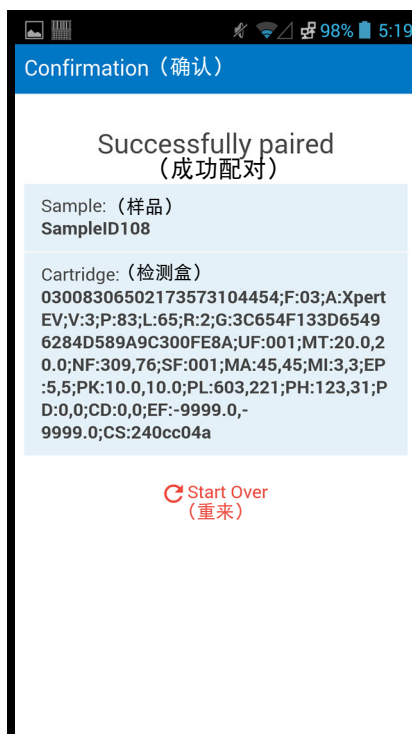 98% 5:19
Confirmation（确认）
Successfully paired
（成功配对）
Sample:（样品）
SampleID108
Cartridge:（检测盒）
03008306502173573104454;F:03;A:Xpert
EV;V:3;P:83;L:65;R:2;G:3C654F133D6549
6284D589A9C300FE8A;UF:001;MT:20.0,2
0.0;NF:309,76;SF:001;MA:45,45;MI:3,3;EP
:5,5;PK:10.0,10.0;PL:603,221;PH:123,31;P
D:0,0;CD:0,0;EF:-9999.0,-
9999.0;CS:240cc04a
Start Over
（重来）